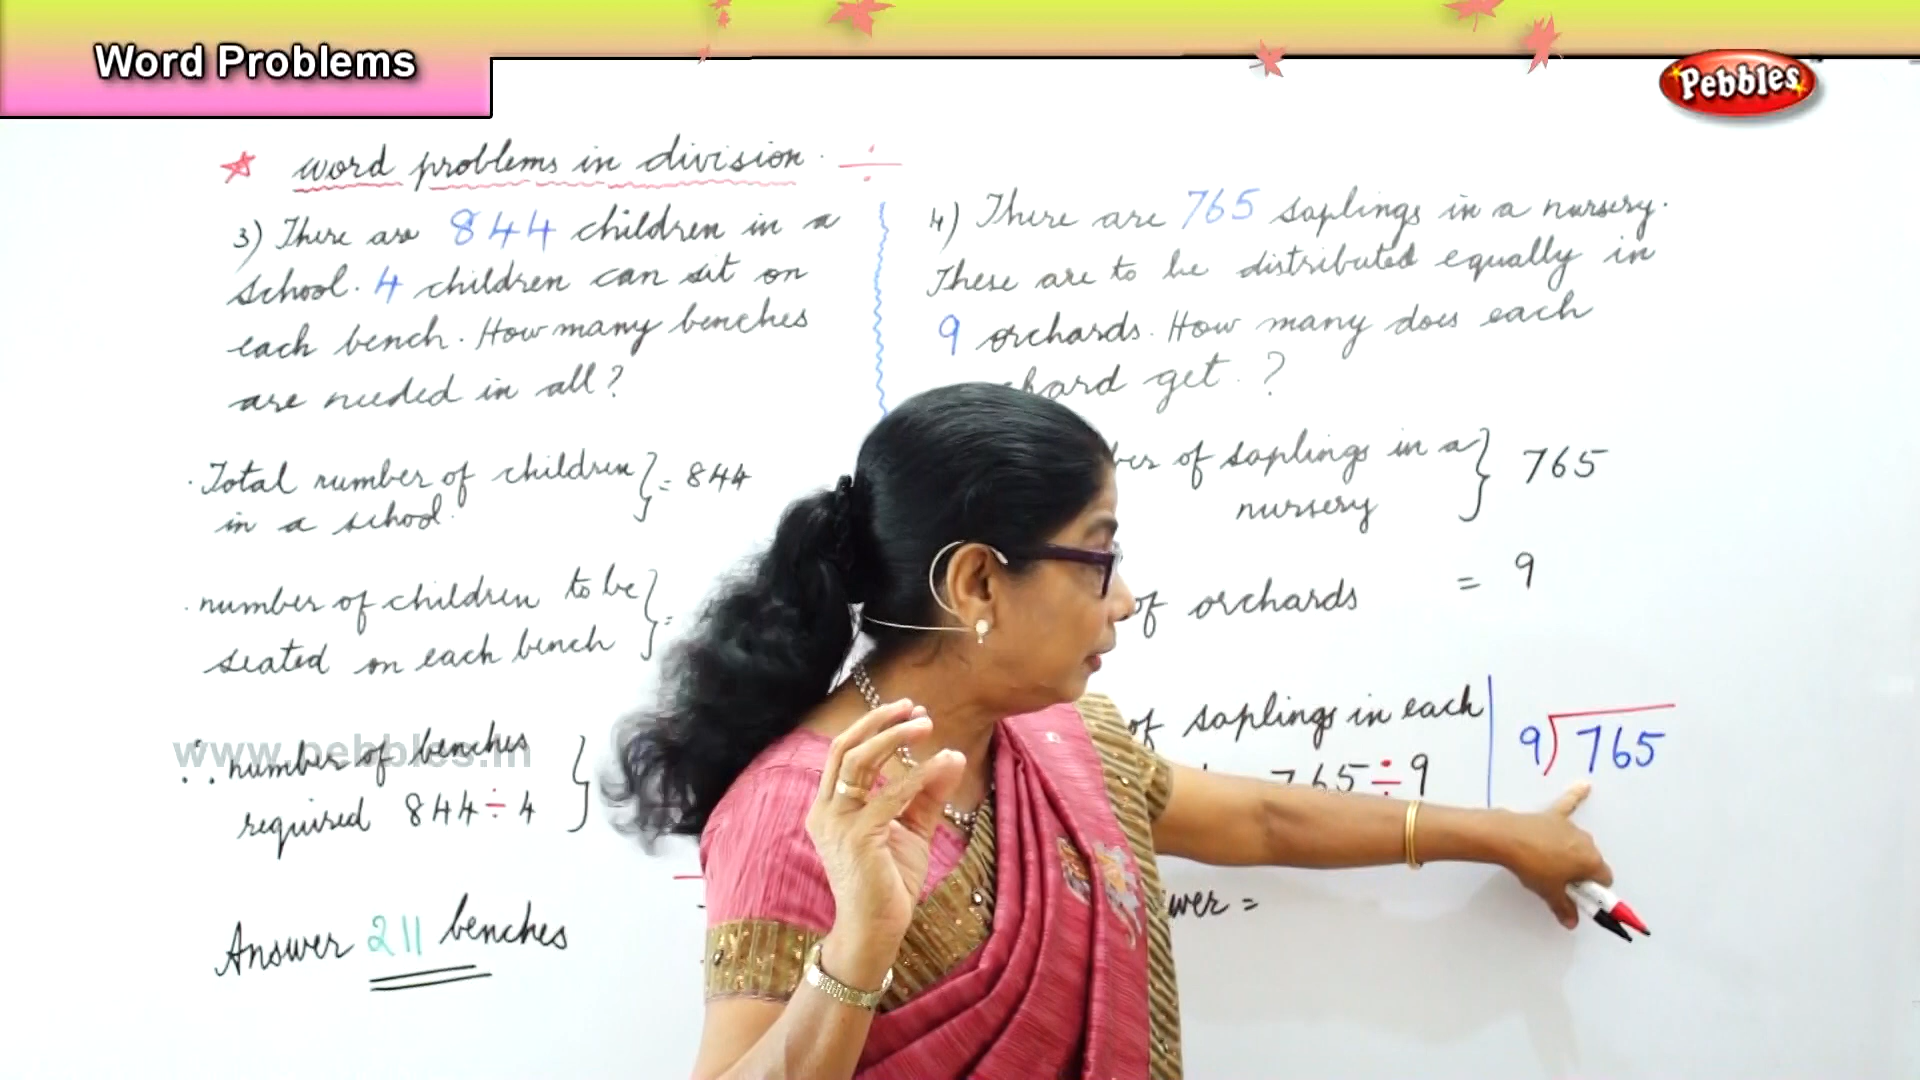 Word Problems
Pebbles
word problems in division ÷
3) There are 844 children in a
school. 4 children can sit on
each bench. How many benches
are needed in all?
Total number of children
in a school.
} = 844
number of children to be
seated on each bench
} =
∴ number of benches
required 844 ÷ 4 }
www.pebbles.in
Answer 211 benches
4) There are 765 saplings in a nursery.
These are to be distributed equally in
9 orchards. How many does each
hard get. ?
ber of saplings in a
nursery
} 765
of orchards = 9
of saplings in each
765 ÷ 9
9) 765
wer =